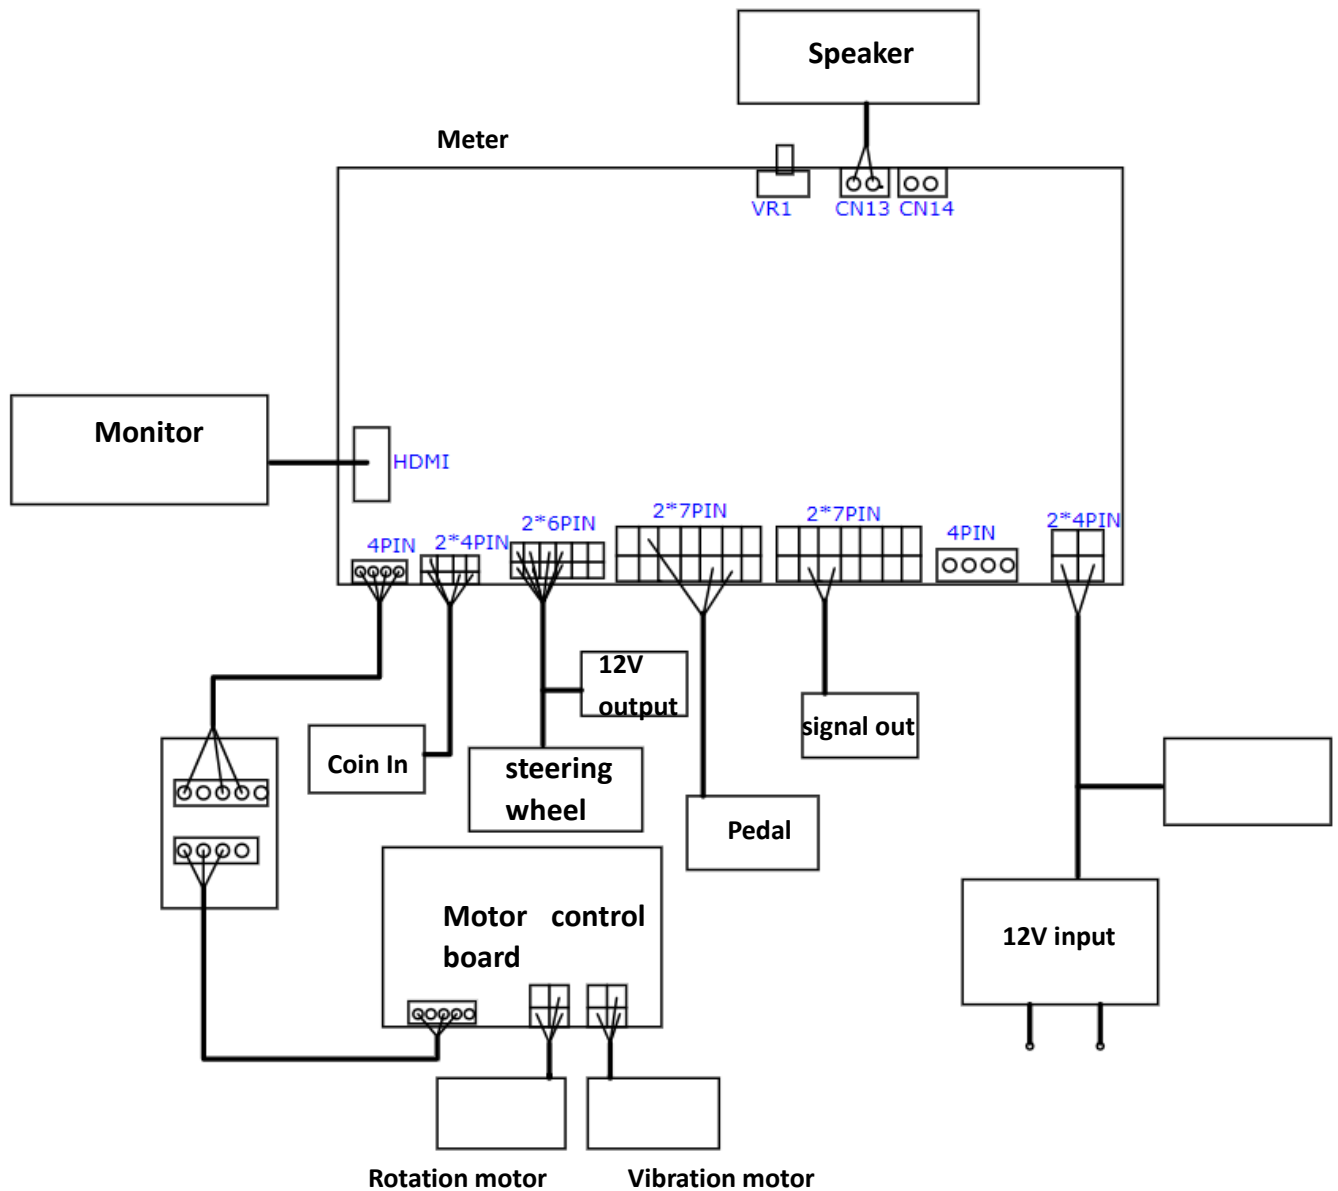 Speaker
Meter
VR1
CN13 CN14
Monitor
HDMI
4PIN
2*4PIN
2*6PIN
2*7PIN
2*7PIN
4PIN
2*4PIN
12V
output
signal out
Coin In
steering
wheel
Pedal
Motor control
board
12V input
Rotation motor
Vibration motor